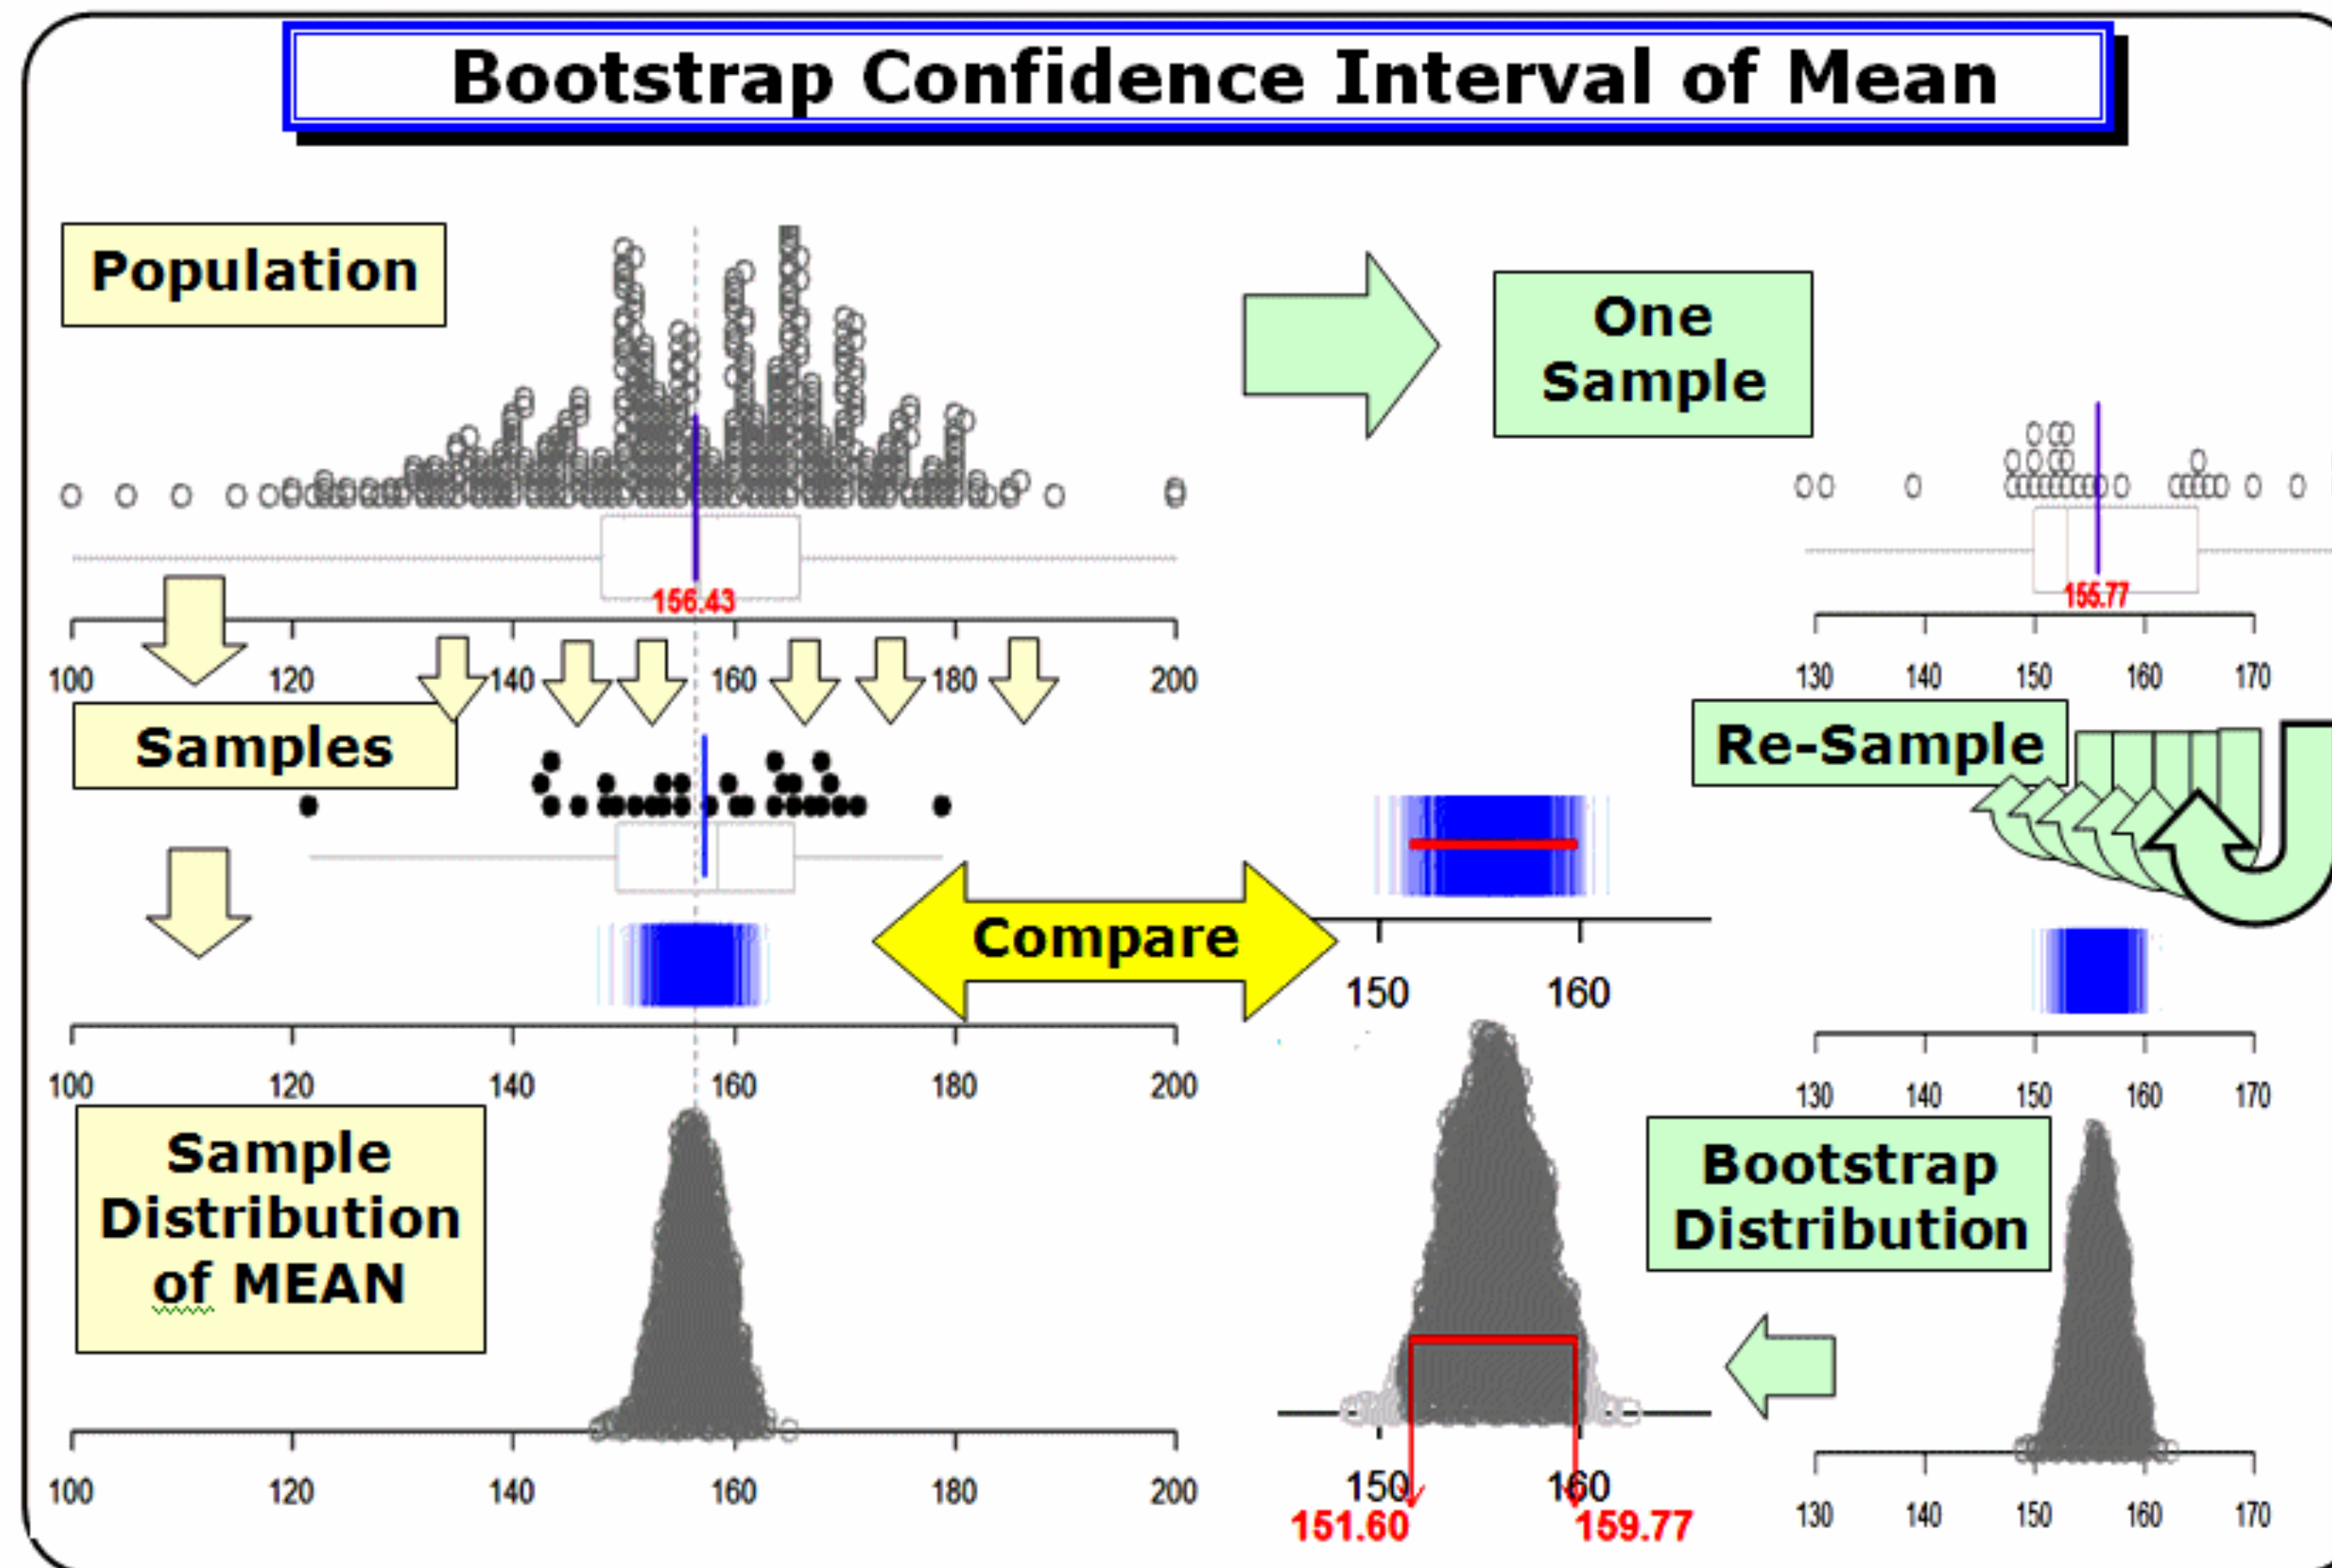 Bootstrap Confidence Interval of Mean
Population
156.43
100 120 140 160 180 200
One
Sample
155.77
130 140 150 160 170
Samples
100 120 140 160 180 200
Compare
150 160
Re-Sample
130 140 150 160 170
Sample
Distribution
of MEAN
100 120 140 160 180 200
150 160
151.60 159.77
Bootstrap
Distribution
130 140 150 160 170